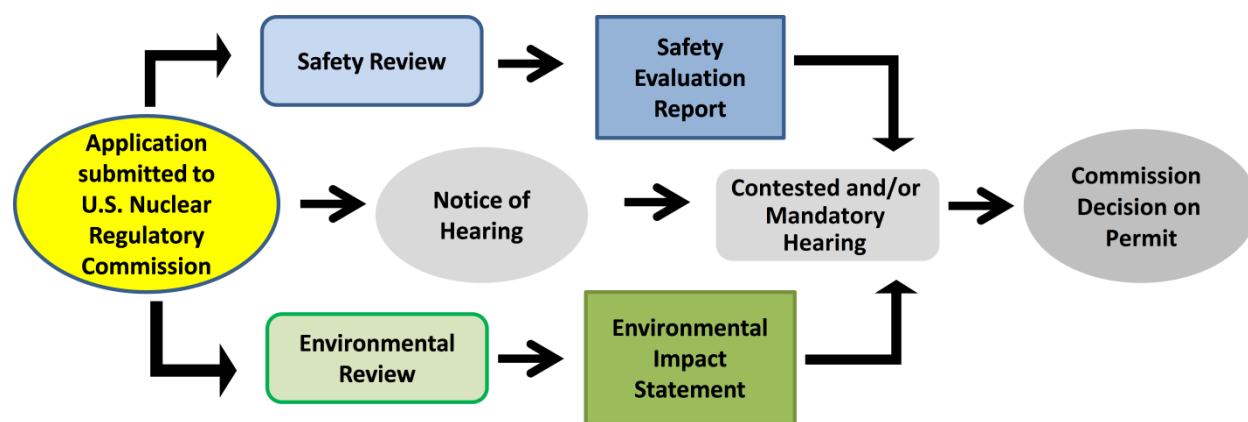 Application
submitted to
U.S. Nuclear
Regulatory
Commission
Safety Review
Safety
Evaluation
Report
Notice of
Hearing
Contested and/or
Mandatory
Hearing
Commission
Decision on
Permit
Environmental
Review
Environmental
Impact
Statement